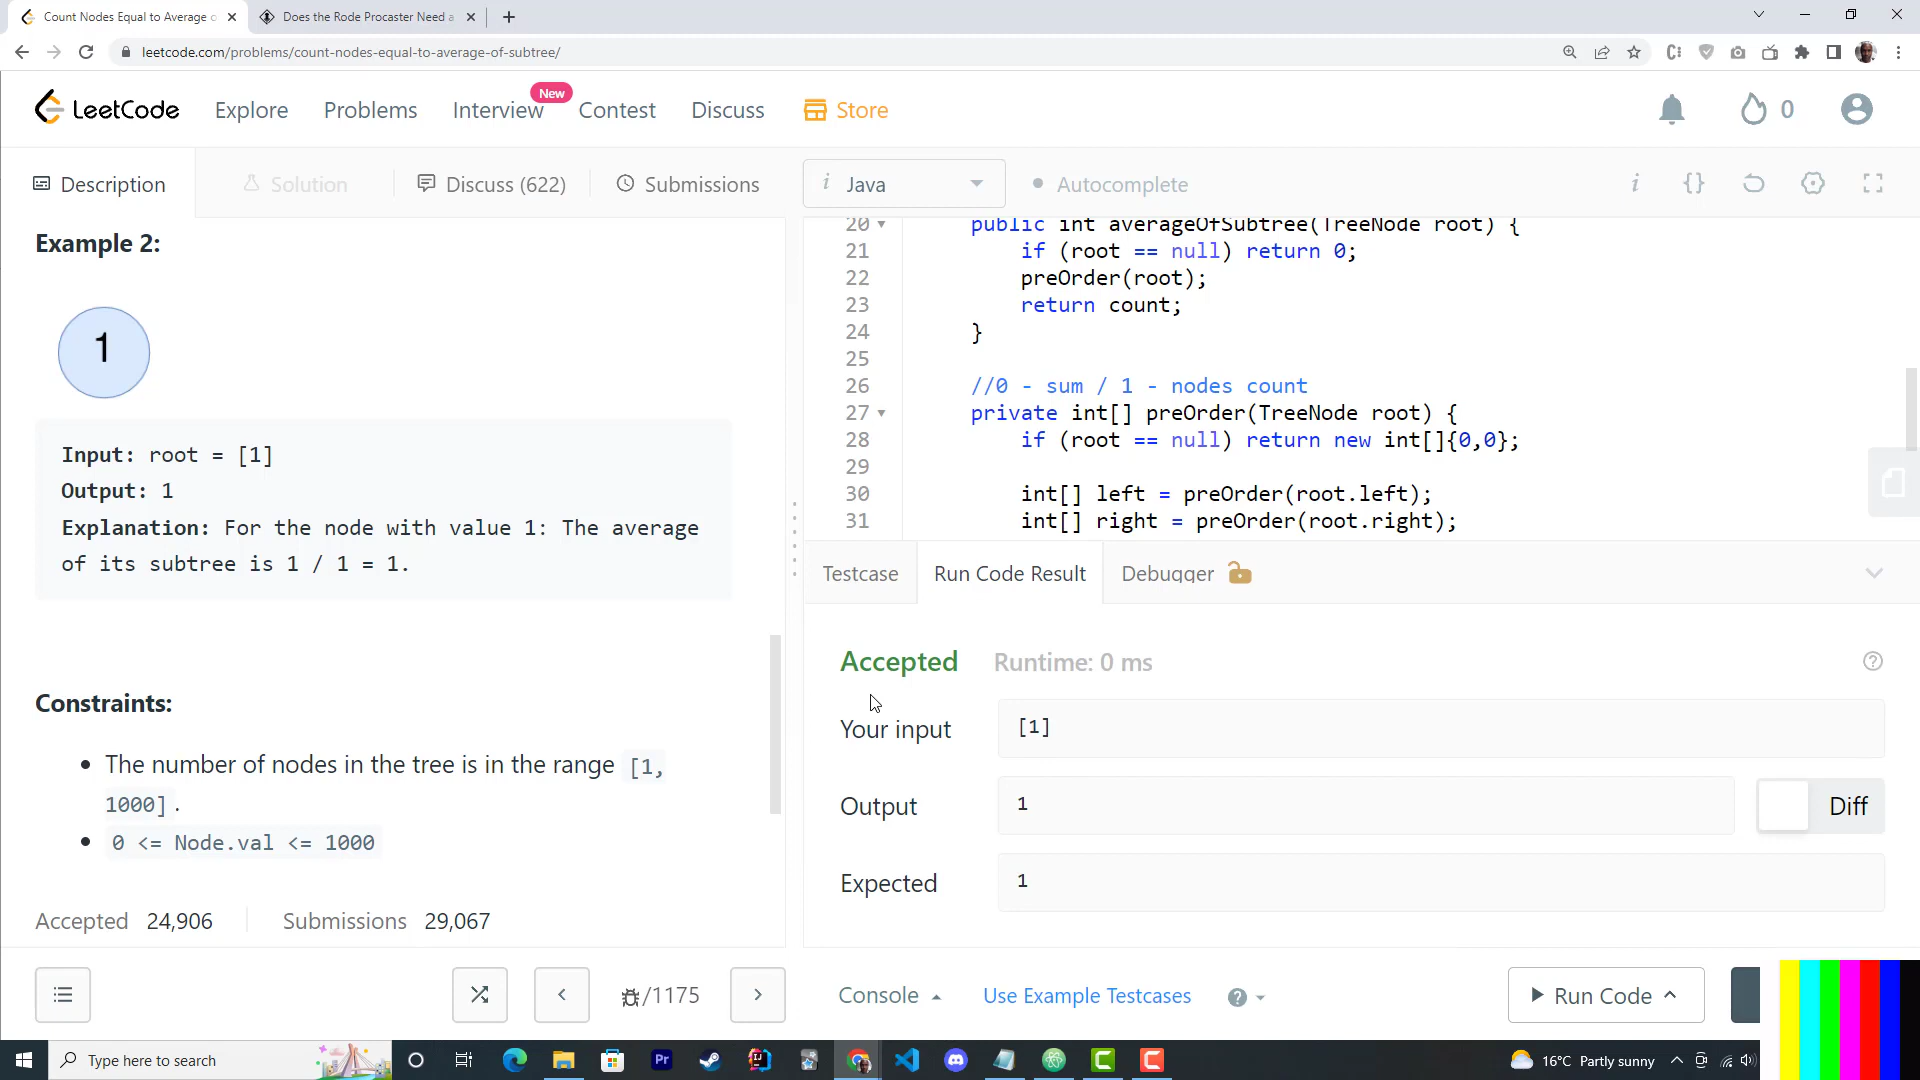 Count Nodes Equal to Average o
Does the Rode Procaster Need a
leetcode.com/problems/count-nodes-equal-to-average-of-subtree/
LeetCode
Explore
Problems
Interview
New
Contest
Discuss
Store
0
Description
Solution
Discuss (622)
Submissions
i Java
Autocomplete
Example 2:
1
Input: root = [1]
Output: 1
Explanation: For the node with value 1: The average
of its subtree is 1 / 1 = 1.
Constraints:
The number of nodes in the tree is in the range [1,
1000].
0 <= Node.val <= 1000
Accepted 24,906
Submissions 29,067
/1175
20 public int averageOfSubtree(TreeNode root) {
21 if (root == null) return 0;
22 preOrder(root);
23 return count;
24 }
25
26 //0 - sum / 1 - nodes count
27 private int[] preOrder(TreeNode root) {
28 if (root == null) return new int[]{0,0};
29
30 int[] left = preOrder(root.left);
31 int[] right = preOrder(root.right);
Testcase
Run Code Result
Debugger
Accepted
Runtime: 0 ms
Your input
[1]
Output
1
Diff
Expected
1
Console
Use Example Testcases
Run Code
Type here to search
16°C Partly sunny